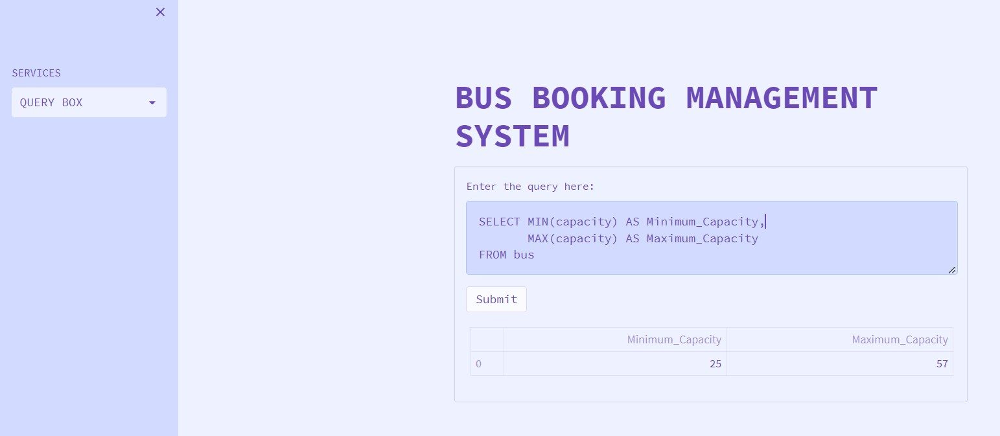 SERVICES
QUERY BOX
BUS BOOKING MANAGEMENT
SYSTEM
Enter the query here:
SELECT MIN(capacity) AS Minimum_Capacity,
MAX(capacity) AS Maximum_Capacity
FROM bus
Submit
Minimum_Capacity Maximum_Capacity
0 25 57